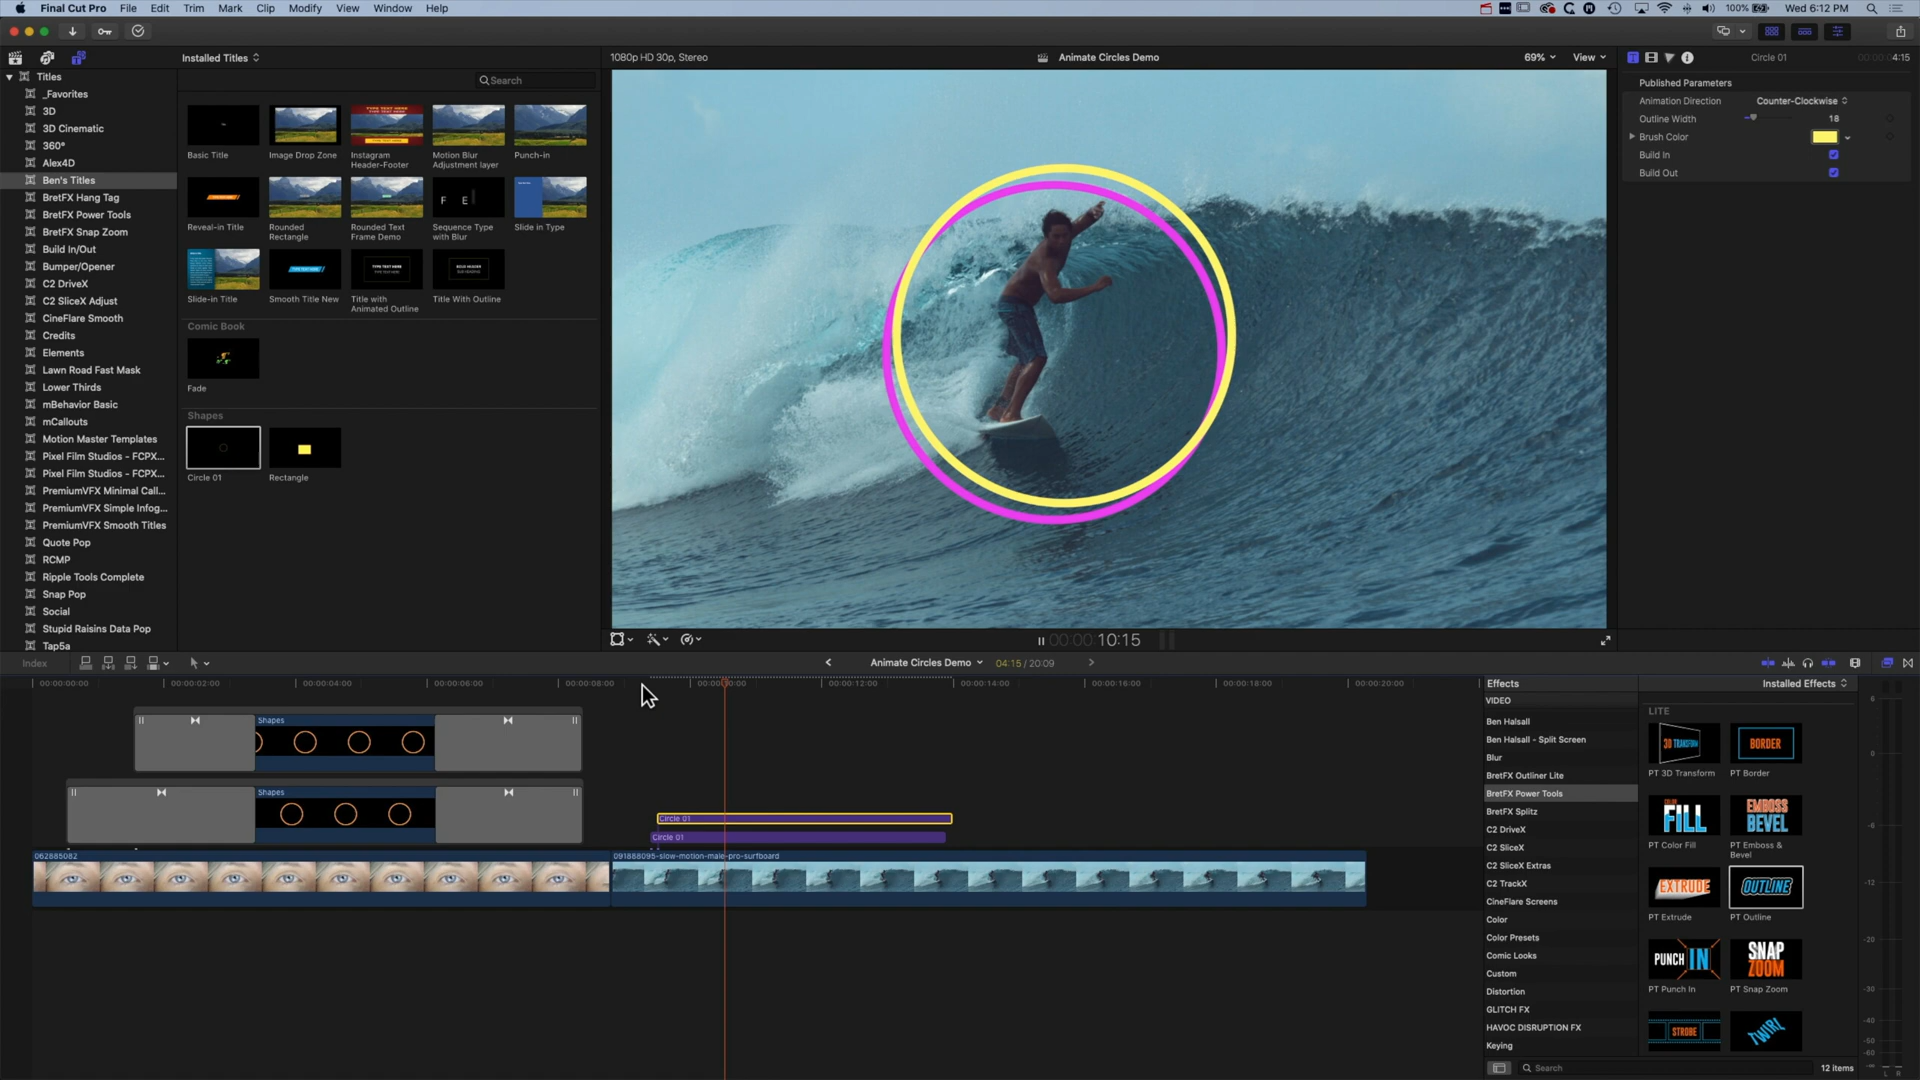 Final Cut Pro File Edit Trim Mark Clip Modify View Window Help
100% Wed 6:12 PM
Installed Titles
1080p HD 30p, Stereo
Animate Circles Demo
69%
View
Circle 01
4:15
Titles
_Favorites
3D
3D Cinematic
360°
Alex4D
Ben's Titles
BretFX Hang Tag
BretFX Power Tools
BretFX Snap Zoom
Build In/Out
Bumper/Opener
C2 DriveX
C2 SliceX Adjust
CineFlare Smooth
Credits
Elements
Lawn Road Fast Mask
Lower Thirds
mBehavior Basic
mCallouts
Motion Master Templates
Pixel Film Studios - FCPX...
Pixel Film Studios - FCPX...
PremiumVFX Minimal Call...
PremiumVFX Simple Infog...
PremiumVFX Smooth Titles
Quote Pop
RCMP
Ripple Tools Complete
Snap Pop
Social
Stupid Raisins Data Pop
Tap5a
Search
Basic Title
Image Drop Zone
Instagram Header-Footer
Motion Blur Adjustment layer
Punch-in
Reveal-in Title
Rounded Rectangle
Rounded Text Frame Demo
F E
Sequence Type with Blur
Slide in Type
Slide-in Title
Smooth Title New
Title with Animated Outline
Title With Outline
Comic Book
Fade
Shapes
Circle 01
Rectangle
Published Parameters
Animation Direction Counter-Clockwise
Outline Width 18
Brush Color
Build In
Build Out
00:00:10:15
Index
Animate Circles Demo
04:15 / 20:09
00:00:00:00
00:00:02:00
00:00:04:00
00:00:06:00
00:00:08:00
00:00:10:00
00:00:12:00
00:00:14:00
00:00:16:00
00:00:18:00
00:00:20:00
Shapes
Shapes
Circle 01
Circle 01
062885082
091888095-slow-motion-male-pro-surfboard
Effects
Installed Effects
VIDEO
Ben Halsall
Ben Halsall - Split Screen
Blur
BretFX Outliner Lite
BretFX Power Tools
BretFX Splitz
C2 DriveX
C2 SliceX
C2 SliceX Extras
C2 TrackX
CineFlare Screens
Color
Color Presets
Comic Looks
Custom
Distortion
GLITCH FX
HAVOC DISRUPTION FX
Keying
LITE
3D TRANSFORM
PT 3D Transform
BORDER
PT Border
COLOR FILL
PT Color Fill
EMBOSS BEVEL
PT Emboss & Bevel
EXTRUDE
PT Extrude
OUTLINE
PT Outline
PUNCH IN
PT Punch In
SNAP ZOOM
PT Snap Zoom
STROBE
TWIRL
Search
12 items
6
0
-6
-12
-20
-30
-40
-50
-60
L R